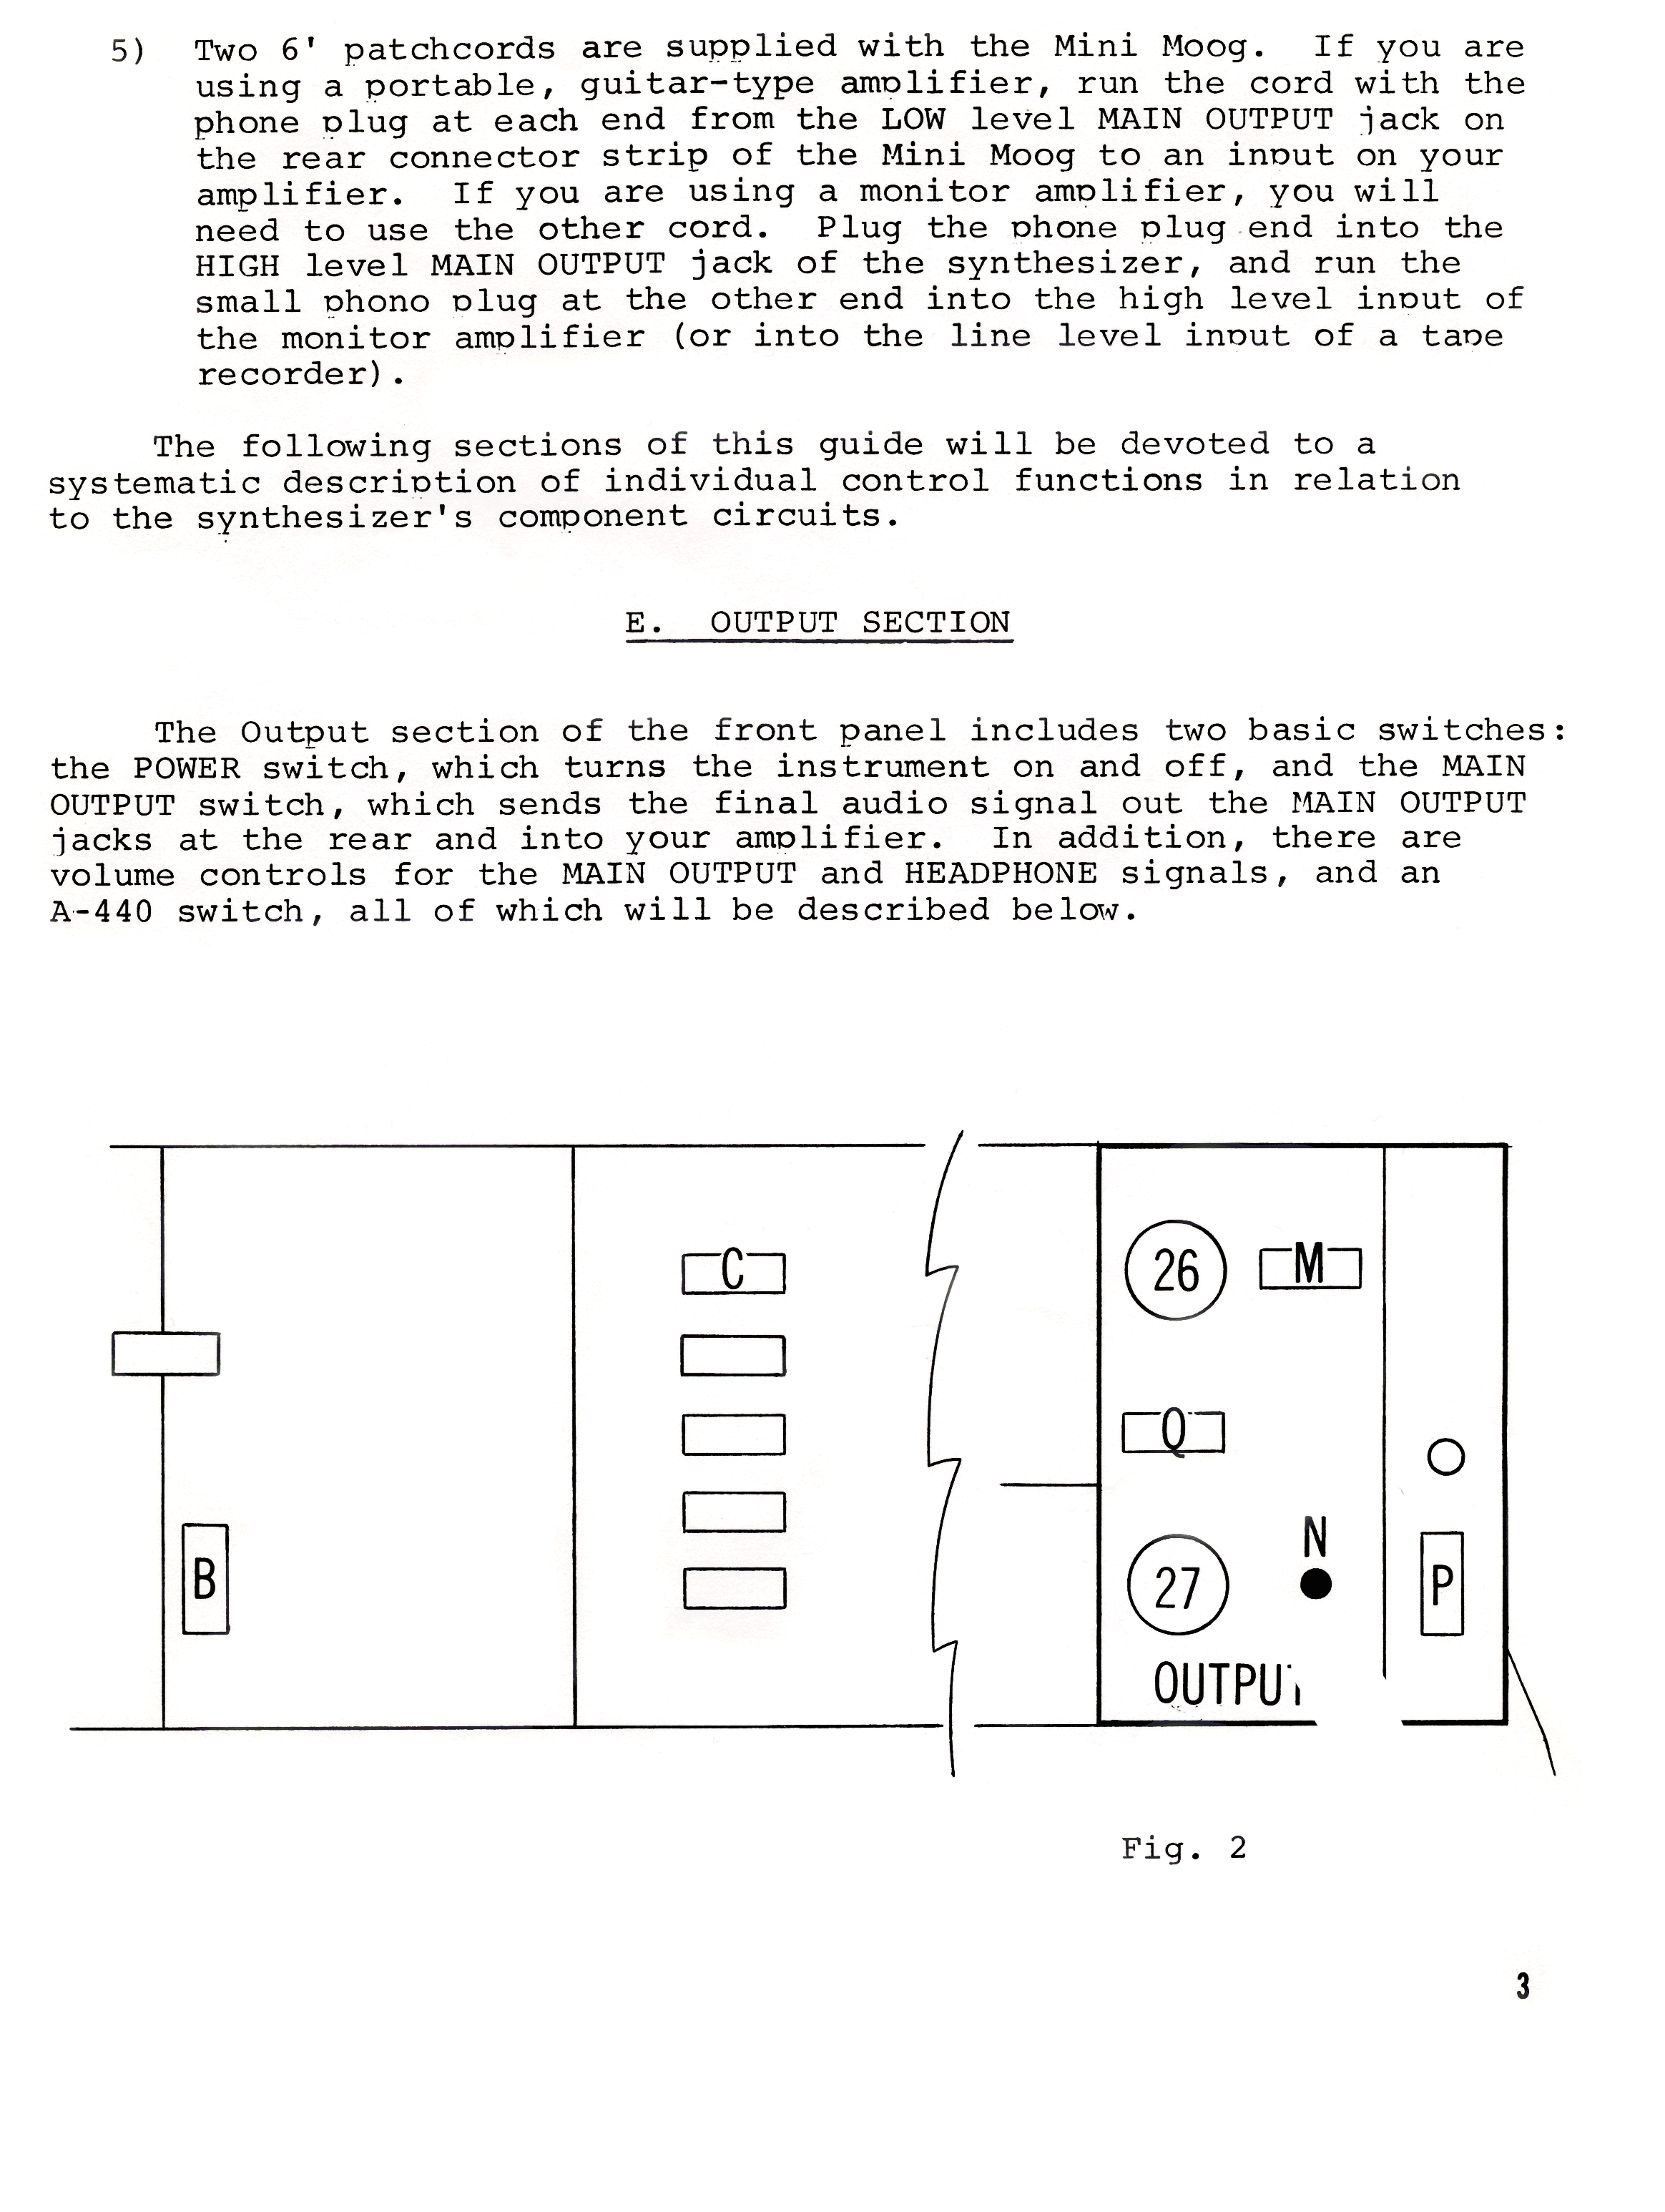 5) Two 6' patchcords are supplied with the Mini Moog. If you are
using a portable, guitar-type amplifier, run the cord with the
phone plug at each end from the LOW level MAIN OUTPUT jack on
the rear connector strip of the Mini Moog to an input on your
amplifier. If you are using a monitor amplifier, you will
need to use the other cord. Plug the phone plug end into the
HIGH level MAIN OUTPUT jack of the synthesizer, and run the
small phono plug at the other end into the high level input of
the monitor amplifier (or into the line level input of a tape
recorder).
The following sections of this guide will be devoted to a
systematic description of individual control functions in relation
to the synthesizer's component circuits.
E. OUTPUT SECTION
The Output section of the front panel includes two basic switches:
the POWER switch, which turns the instrument on and off, and the MAIN
OUTPUT switch, which sends the final audio signal out the MAIN OUTPUT
jacks at the rear and into your amplifier. In addition, there are
volume controls for the MAIN OUTPUT and HEADPHONE signals, and an
A-440 switch, all of which will be described below.
C
26
M
Q
N
B
27
P
OUTPUT
Fig. 2
3